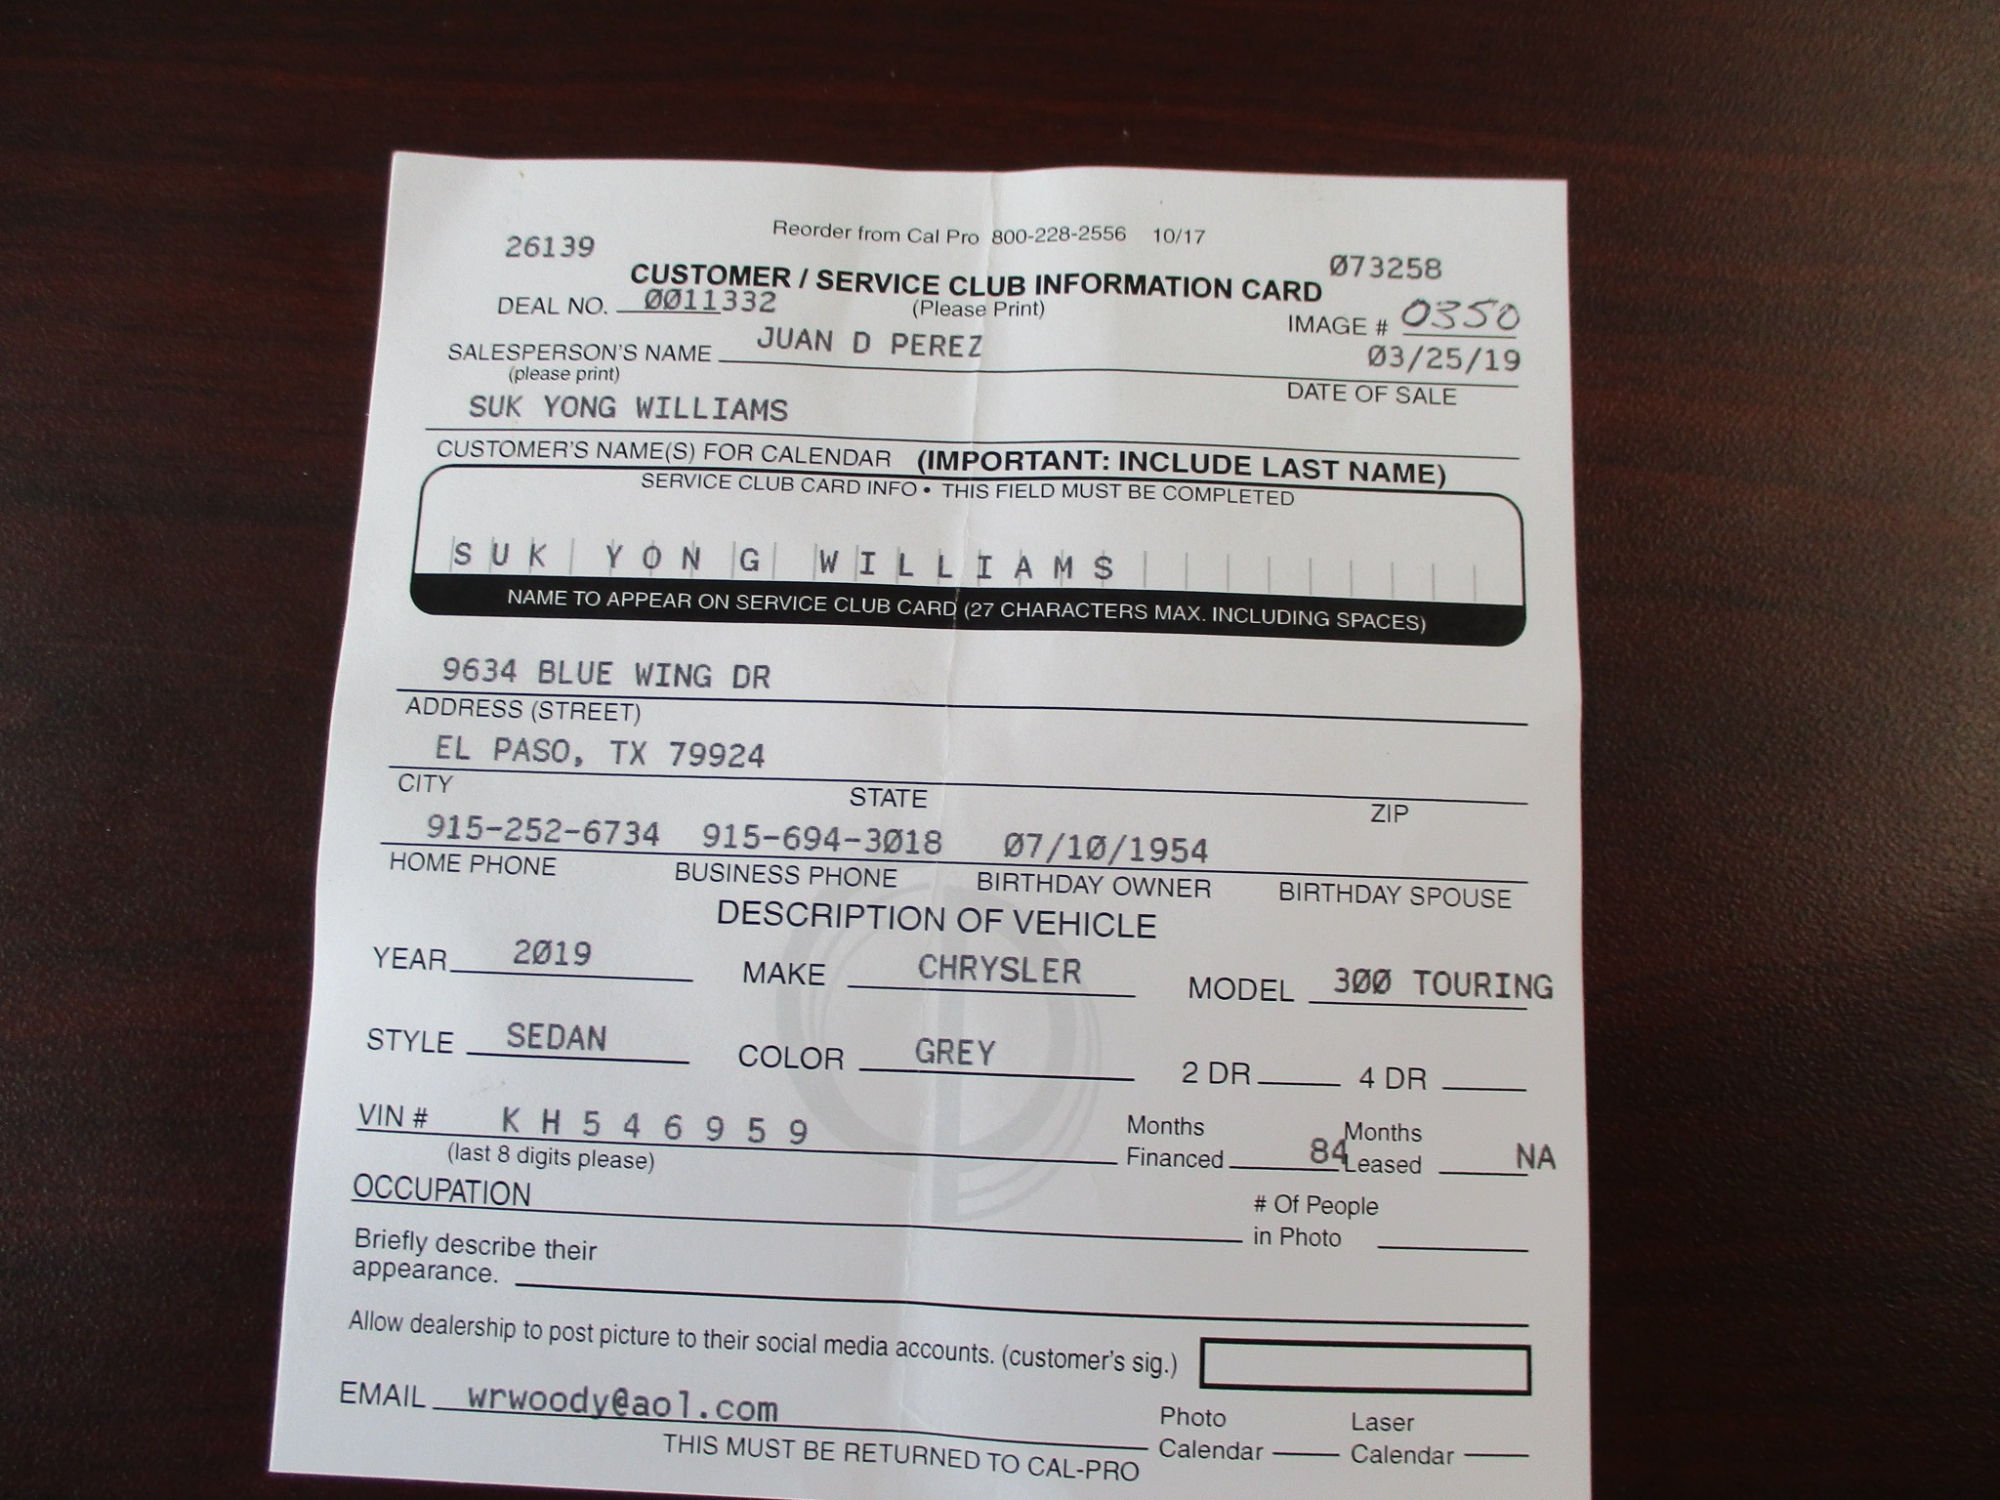 Reorder from Cal Pro 800-228-2556 10/17
26139
Ø73258
CUSTOMER / SERVICE CLUB INFORMATION CARD
DEAL NO. ØØ11332 (Please Print)
IMAGE # 0350
SALESPERSON'S NAME JUAN D PEREZ
(please print)
Ø3/25/19
DATE OF SALE
SUK YONG WILLIAMS
CUSTOMER'S NAME(S) FOR CALENDAR (IMPORTANT: INCLUDE LAST NAME)
SERVICE CLUB CARD INFO • THIS FIELD MUST BE COMPLETED
SUK YONG WILLIAMS
NAME TO APPEAR ON SERVICE CLUB CARD (27 CHARACTERS MAX. INCLUDING SPACES)
9634 BLUE WING DR
ADDRESS (STREET)
EL PASO, TX 79924
CITY STATE ZIP
915-252-6734 915-694-3Ø18 Ø7/1Ø/1954
HOME PHONE BUSINESS PHONE BIRTHDAY OWNER BIRTHDAY SPOUSE
DESCRIPTION OF VEHICLE
YEAR 2Ø19 MAKE CHRYSLER MODEL 3ØØ TOURING
STYLE SEDAN COLOR GREY 2 DR 4 DR
VIN # K H 5 4 6 9 5 9
(last 8 digits please)
Months Financed 84 Months Leased NA
OCCUPATION
# Of People in Photo
Briefly describe their
appearance.
Allow dealership to post picture to their social media accounts. (customer's sig.)
EMAIL wrwoody@aol.com
Photo Calendar Laser Calendar
THIS MUST BE RETURNED TO CAL-PRO